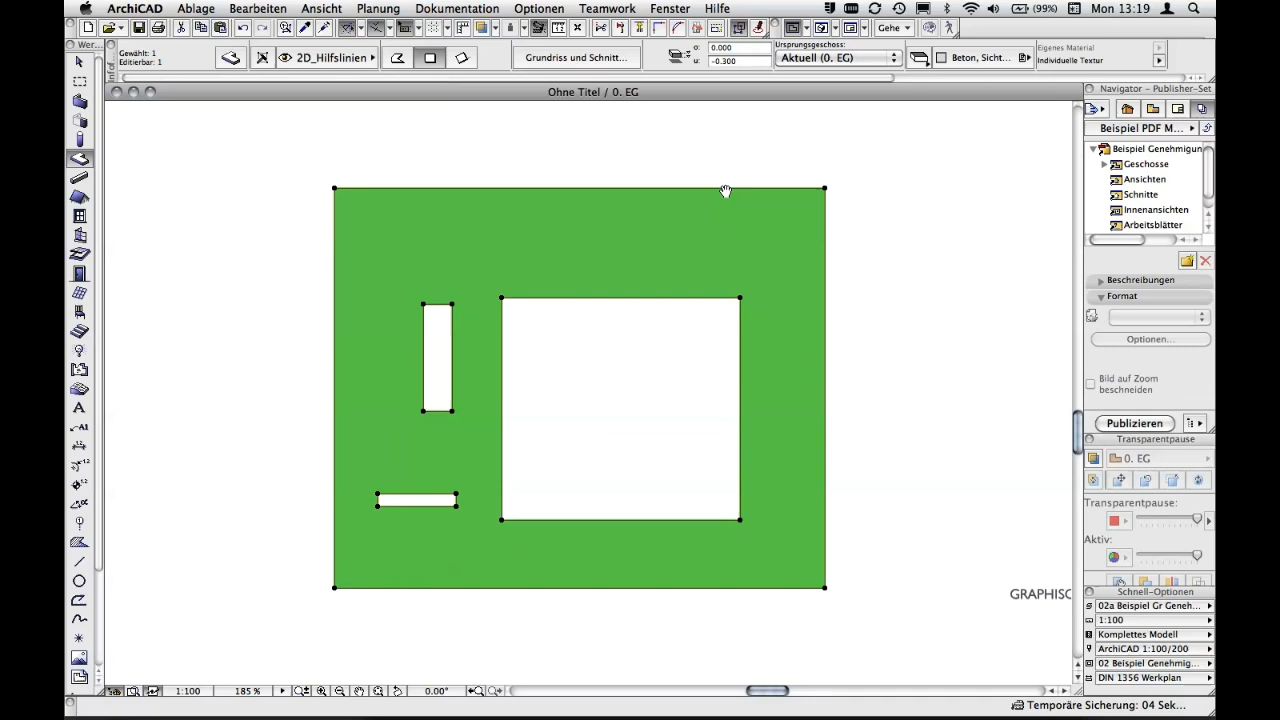 ArchiCAD Ablage Bearbeiten Ansicht Planung Dokumentation Optionen Teamwork Fenster Hilfe (99%) Mon 13:19
Gehe
Wer...
Infof...
Gewählt: 1
Editierbar: 1
2D_Hilfslinien
Grundriss und Schnitt...
o: 0.000
u: -0.300
Ursprungsgeschoss:
Aktuell (0. EG)
Beton, Sicht...
Eigenes Material
Individuelle Textur
Ohne Titel / 0. EG
Navigator - Publisher-Set
Beispiel PDF M...
Beispiel Genehmigun
Geschosse
Ansichten
Schnitte
Innenansichten
Arbeitsblätter
Beschreibungen
Format
Optionen...
Bild auf Zoom
beschneiden
Publizieren
Transparentpause
0. EG
Transparentpause:
Aktiv:
GRAPHISC
Schnell-Optionen
02a Beispiel Gr Geneh...
1:100
Komplettes Modell
ArchiCAD 1:100/200
02 Beispiel Genehmig...
DIN 1356 Werkplan
1:100 185 % 0.00°
Temporäre Sicherung: 04 Sek...